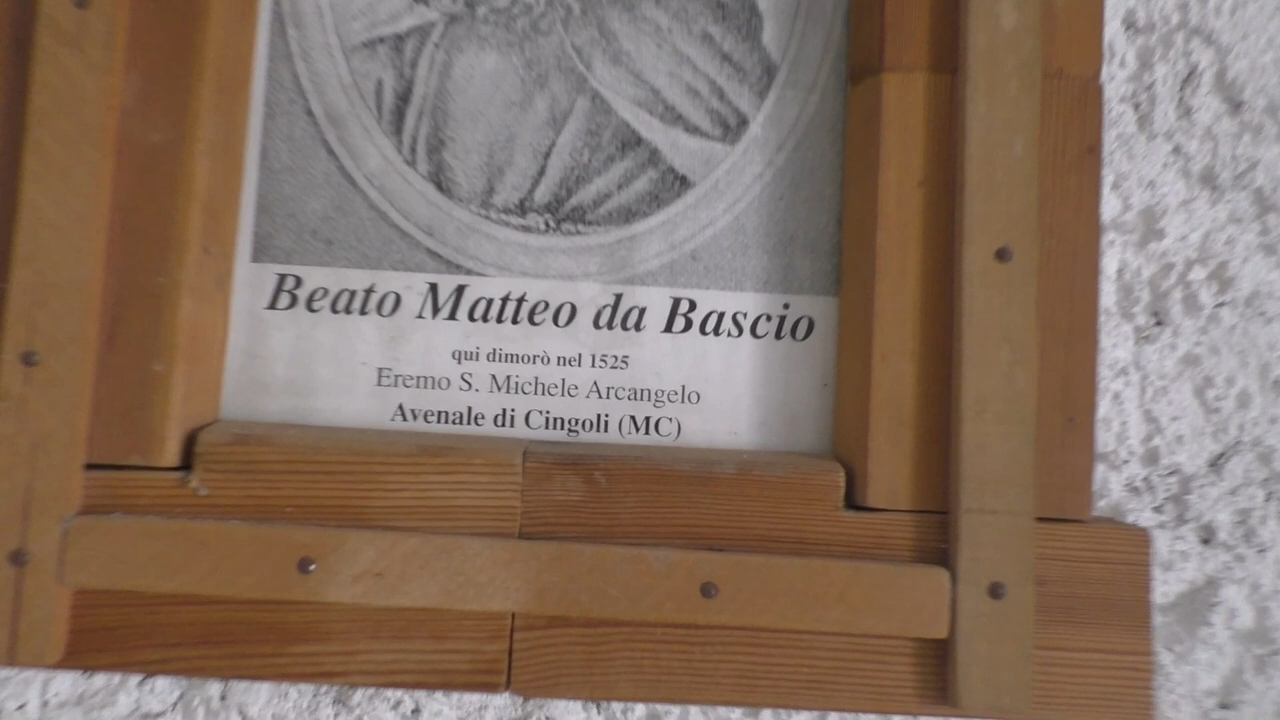 Beato Matteo da Bascio
qui dimorò nel 1525
Eremo S. Michele Arcangelo
Avenale di Cingoli (MC)